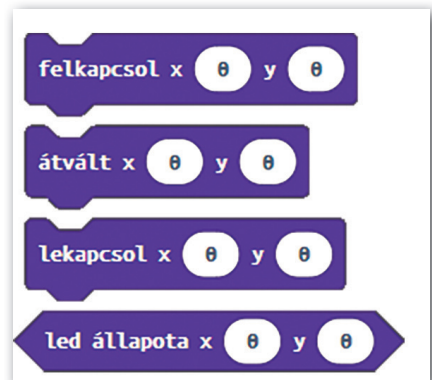 felkapcsol x 0 y 0
átvált x 0 y 0
lekapcsol x 0 y 0
led állapota x 0 y 0